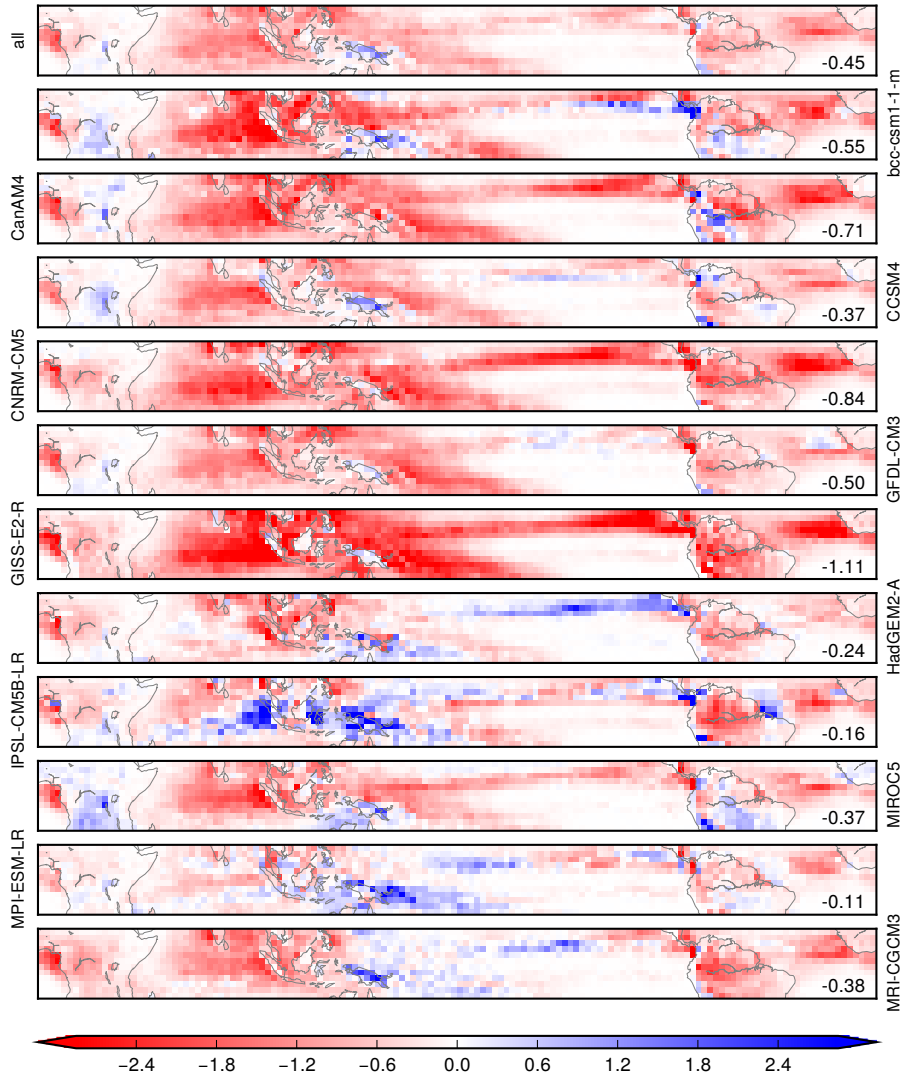 all
-0.45
bcc-csm1-1-m
-0.55
CanAM4
-0.71
CCSM4
-0.37
CNRM-CM5
-0.84
GFDL-CM3
-0.50
GISS-E2-R
-1.11
HadGEM2-A
-0.24
IPSL-CM5B-LR
-0.16
MIROC5
-0.37
MPI-ESM-LR
-0.11
MRI-CGCM3
-0.38
−2.4 −1.8 −1.2 −0.6 0.0 0.6 1.2 1.8 2.4